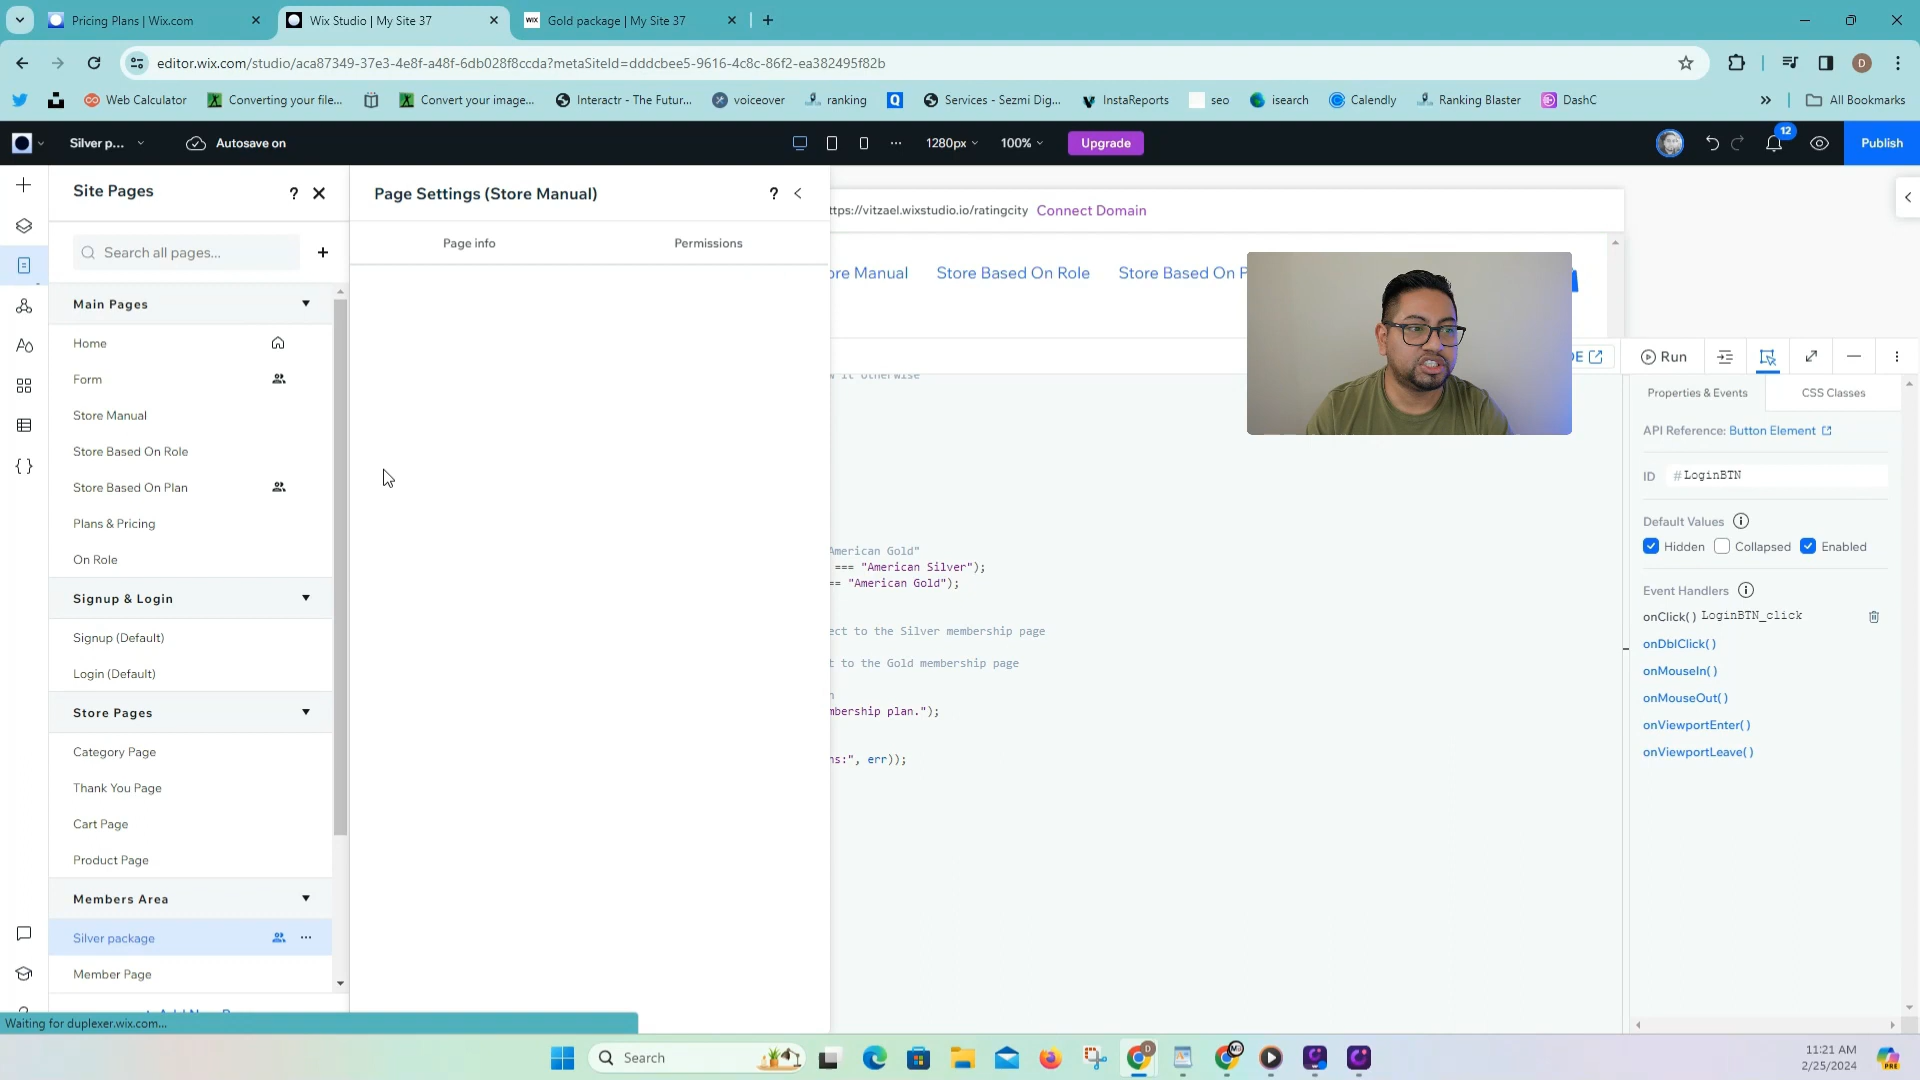 Pricing Plans | Wix.com
Wix Studio | My Site 37
WIX Gold package | My Site 37
editor.wix.com/studio/aca87349-37e3-4e8f-a48f-6db028f8ccda?metaSiteId=dddcbee5-9616-4c8c-86f2-ea382495f82b
D
Web Calculator
Converting your file...
Convert your image...
Interactr - The Futur...
voiceover
ranking
Services - Sezmi Dig...
InstaReports
seo
isearch
Calendly
Ranking Blaster
DashC
All Bookmarks
Silver p...
Autosave on
1280px
100%
Upgrade
12
Publish
Site Pages
?
Page Settings (Store Manual)
?
Page info
Permissions
Search all pages...
Main Pages
Home
Form
Store Manual
Store Based On Role
Store Based On Plan
Plans & Pricing
On Role
Signup & Login
Signup (Default)
Login (Default)
Store Pages
Category Page
Thank You Page
Cart Page
Product Page
Members Area
Silver package
Member Page
ttps://vitzael.wixstudio.io/ratingcity Connect Domain
ore Manual
Store Based On Role
Store Based On P
American Gold"
=== "American Silver");
== "American Gold");
ect to the Silver membership page
t to the Gold membership page
mbership plan.");
ns:", err));
DE
Run
Properties & Events
CSS Classes
API Reference: Button Element
ID #LoginBTN
Default Values
Hidden
Collapsed
Enabled
Event Handlers
onClick() LoginBTN_click
onDblClick()
onMouseIn()
onMouseOut()
onViewportEnter()
onViewportLeave()
Waiting for duplexer.wix.com...
Search
D
11:21 AM
2/25/2024
PRE